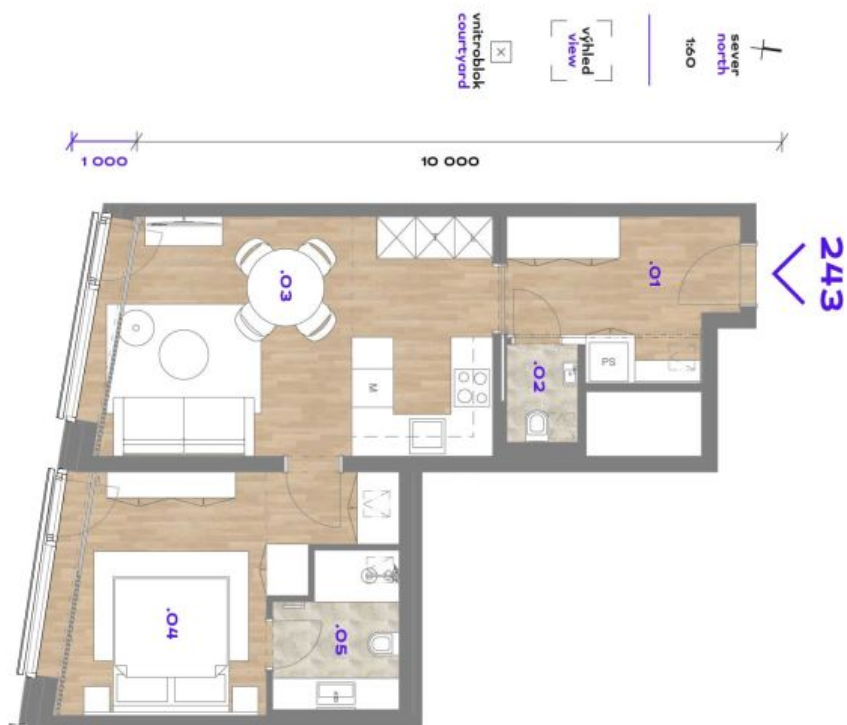 sever
north
1:60
výhled
view
vnitroblok
courtyard
1 000
10 000
243
.01
.02
.03
.04
.05
PS
M